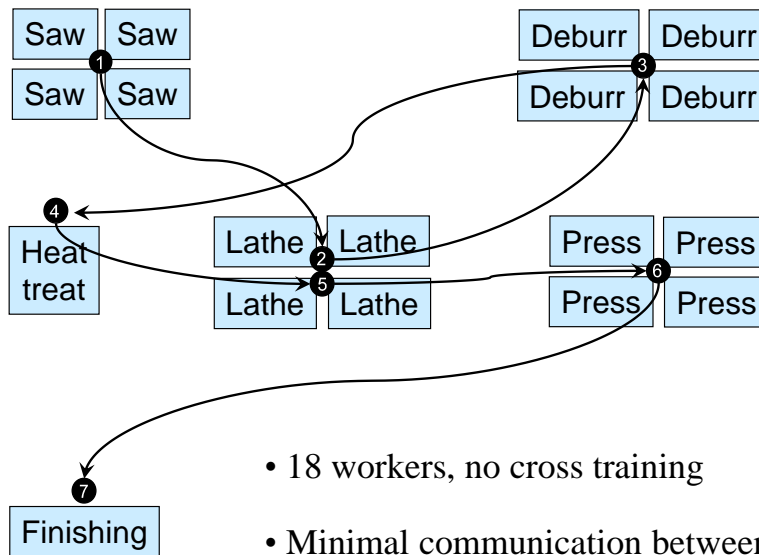 Saw Saw
1
Saw Saw
Deburr Deburr
3
Deburr Deburr
4
Heat
treat
Lathe Lathe
2
5
Lathe Lathe
Press Press
6
Press Press
7
Finishing
• 18 workers, no cross training
• Minimal communication between